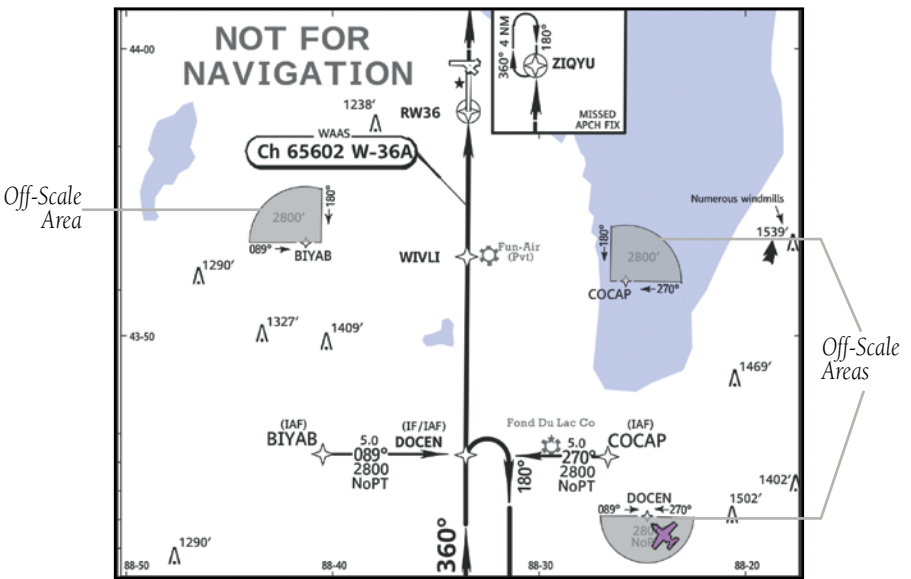 44-00
NOT FOR
NAVIGATION
360° 4 NM
180°
ZIQYU
MISSED
APCH FIX
1238'
RW36
WAAS
Ch 65602 W-36A
Off-Scale
Area
2800'
180°
089°
BIYAB
Numerous windmills
1539'
180°
2800'
COCAP
270°
WIVLI
Fun-Air
(Pvt)
1290'
1327'
1409'
43-50
Off-Scale
Areas
1469'
(IAF)
BIYAB
5.0
089°
2800
NoPT
(IF/IAF)
DOCEN
Fond Du Lac Co
(IAF)
COCAP
5.0
270°
2800
NoPT
180°
360°
1402'
1502'
DOCEN
089°
270°
1290'
88-50
88-40
88-30
88-20